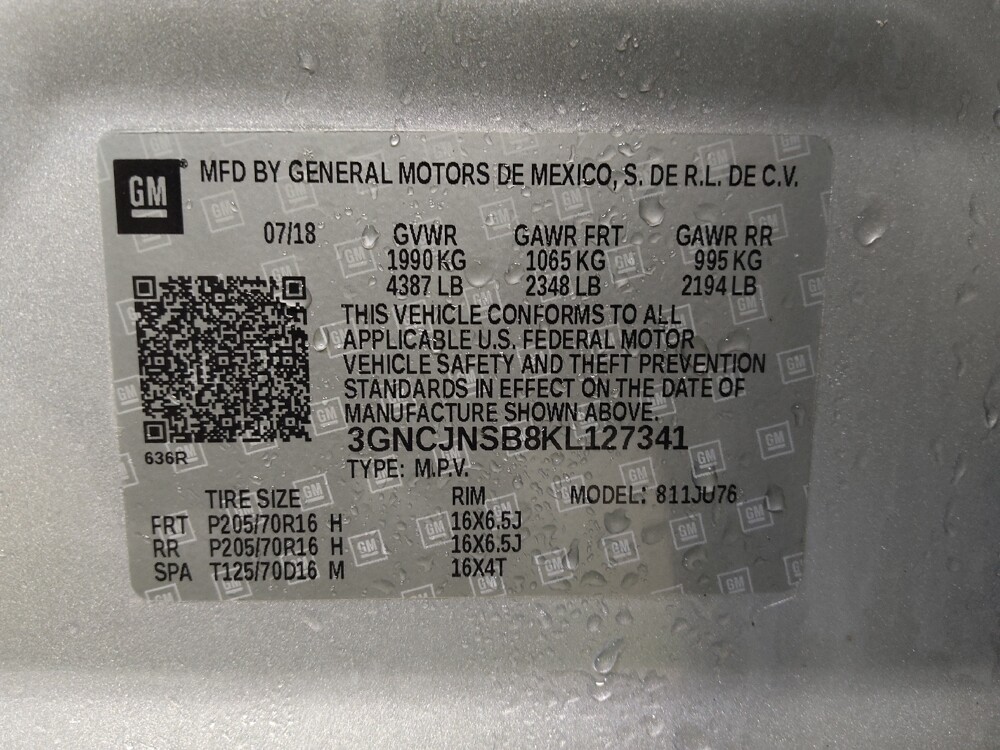 GM MFD BY GENERAL MOTORS DE MEXICO, S. DE R.L. DE C.V.
07/18 GVWR GAWR FRT GAWR RR
1990 KG 1065 KG 995 KG
4387 LB 2348 LB 2194 LB
THIS VEHICLE CONFORMS TO ALL
APPLICABLE U.S. FEDERAL MOTOR
VEHICLE SAFETY AND THEFT PREVENTION
STANDARDS IN EFFECT ON THE DATE OF
MANUFACTURE SHOWN ABOVE.
3GNCJNSB8KL127341
636R
TYPE: M.P.V.
TIRE SIZE RIM MODEL: 811JU76
FRT P205/70R16 H 16X6.5J
RR P205/70R16 H 16X6.5J
SPA T125/70D16 M 16X4T